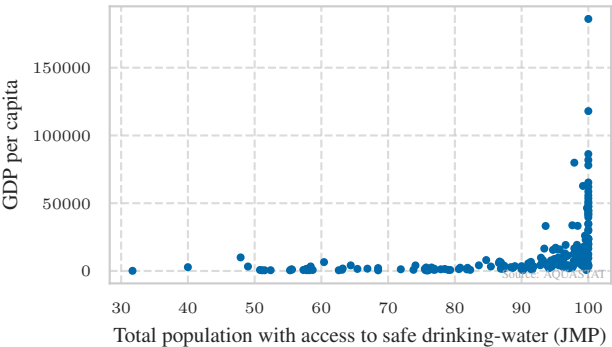 GDP per capita
150000
100000
50000
0
30 40 50 60 70 80 90 100
Source: AQUASTAT
Total population with access to safe drinking-water (JMP)